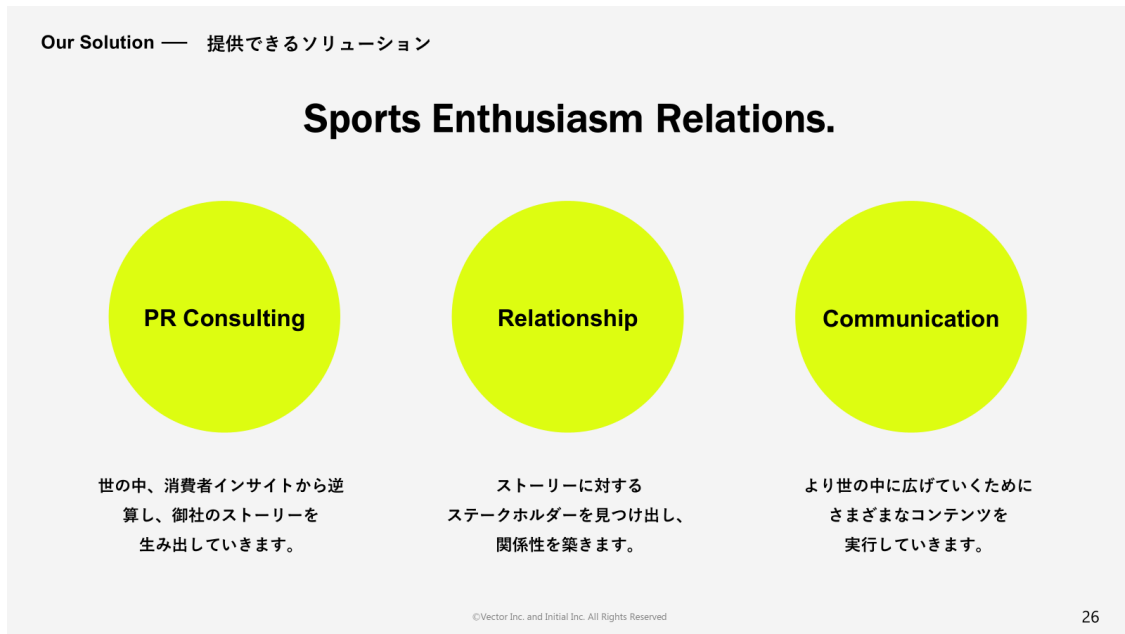 Our Solution — 提供できるソリューション
Sports Enthusiasm Relations.
PR Consulting
Relationship
Communication
世の中、消費者インサイトから逆
算し、御社のストーリーを
生み出していきます。
ストーリーに対する
ステークホルダーを見つけ出し、
関係性を築きます。
より世の中に広げていくために
さまざまなコンテンツを
実行していきます。
©Vector Inc. and Initial Inc. All Rights Reserved
26